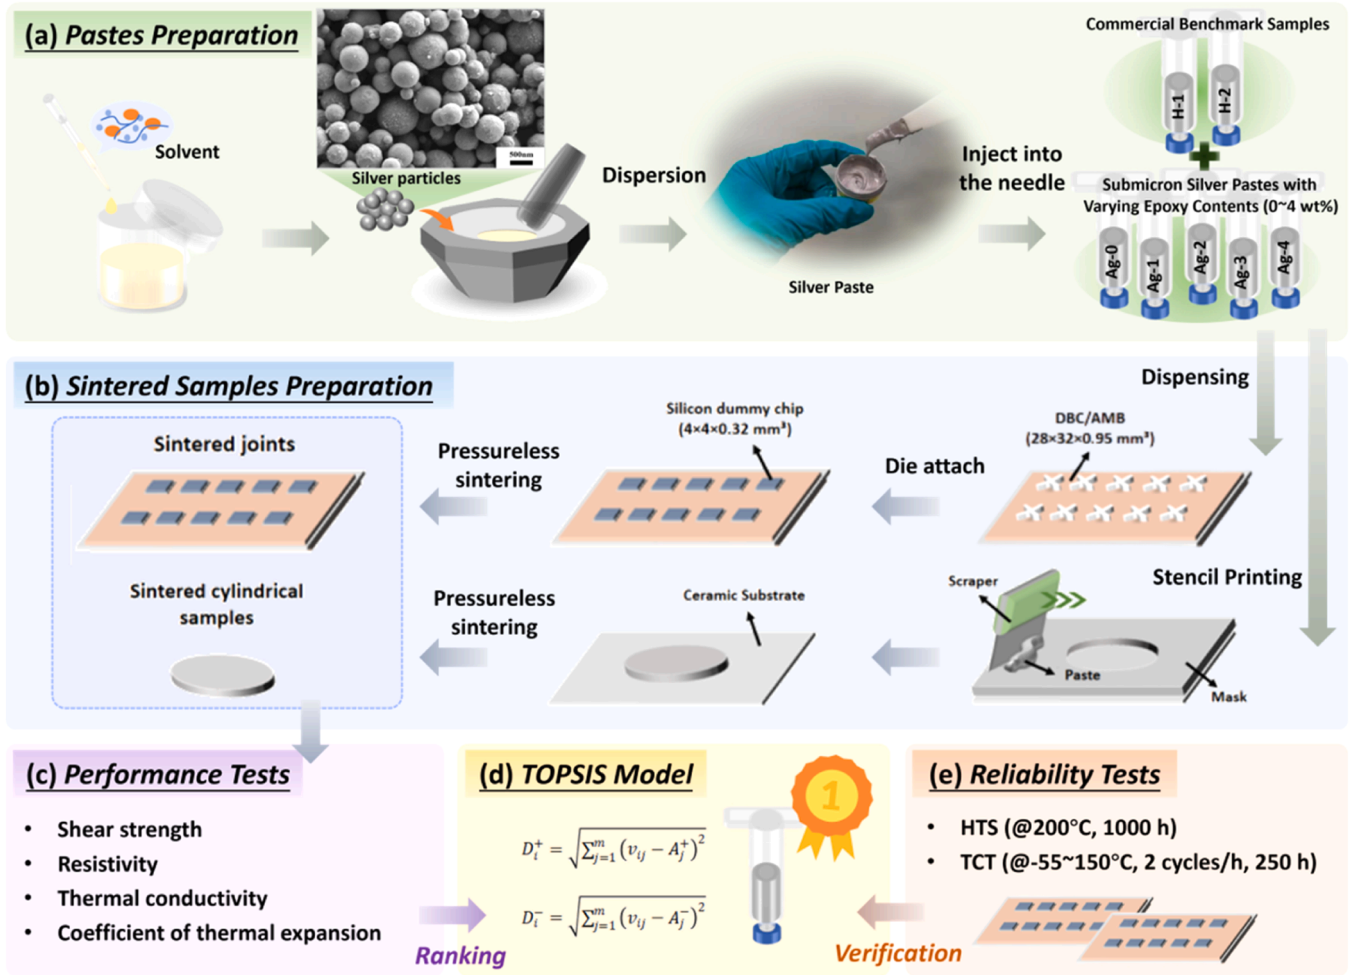 (a) Pastes Preparation
Solvent
500nm
Silver particles
Dispersion
Silver Paste
Inject into
the needle
Commercial Benchmark Samples
H-1
H-2
Submicron Silver Pastes with
Varying Epoxy Contents (0~4 wt%)
Ag-0
Ag-1
Ag-2
Ag-3
Ag-4
(b) Sintered Samples Preparation
Dispensing
Sintered joints
Pressureless
sintering
Silicon dummy chip
(4×4×0.32 mm³)
Die attach
DBC/AMB
(28×32×0.95 mm³)
Stencil Printing
Sintered cylindrical
samples
Pressureless
sintering
Ceramic Substrate
Scraper
Paste
Mask
(c) Performance Tests
• Shear strength
• Resistivity
• Thermal conductivity
• Coefficient of thermal expansion
Ranking
(d) TOPSIS Model
1
D_i^+ = √(∑_{j=1}^m (v_{ij} − A_j^+)^2)
D_i^− = √(∑_{j=1}^m (v_{ij} − A_j^−)^2)
Verification
(e) Reliability Tests
• HTS (@200°C, 1000 h)
• TCT (@-55~150°C, 2 cycles/h, 250 h)